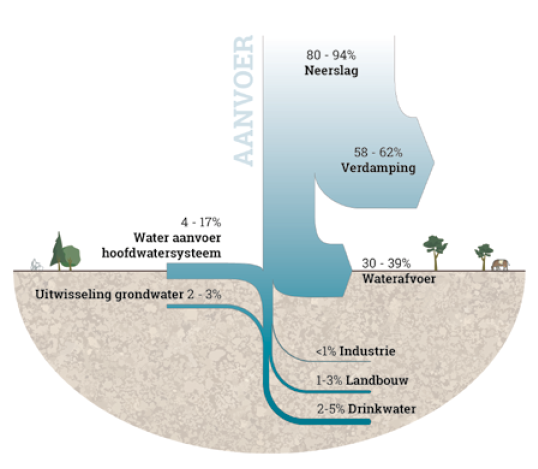 AANVOER
80 - 94%
Neerslag
58 - 62%
Verdamping
4 - 17%
Water aanvoer
hoofdwatersysteem
30 - 39%
Waterafvoer
Uitwisseling grondwater 2 - 3%
<1% Industrie
1-3% Landbouw
2-5% Drinkwater